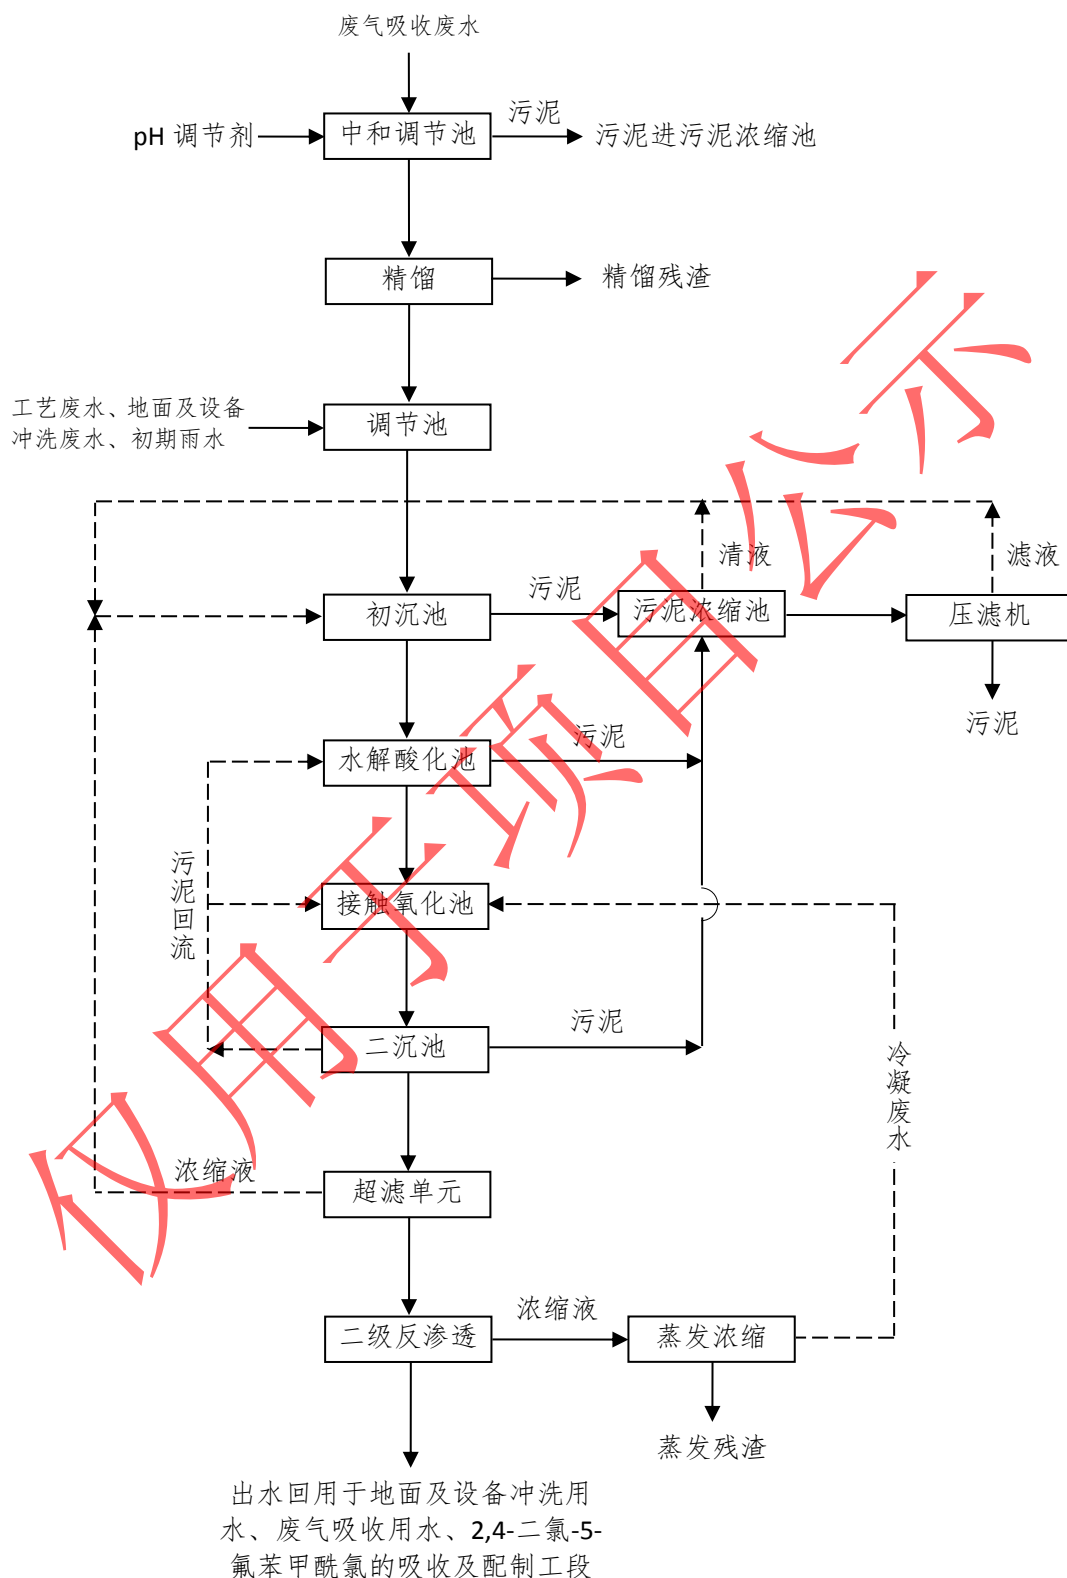 废气吸收废水
污泥
pH 调节剂
中和调节池
污泥进污泥浓缩池
精馏
精馏残渣
工艺废水、地面及设备
冲洗废水、初期雨水
调节池
清液
滤液
污泥
初沉池
污泥浓缩池
压滤机
污泥
污泥
水解酸化池
污泥回流
接触氧化池
污泥
二沉池
冷凝废水
浓缩液
超滤单元
浓缩液
二级反渗透
蒸发浓缩
蒸发残渣
出水回用于地面及设备冲洗用
水、废气吸收用水、2,4-二氯-5-
氟苯甲酰氯的吸收及配制工段
仅用于项目公示